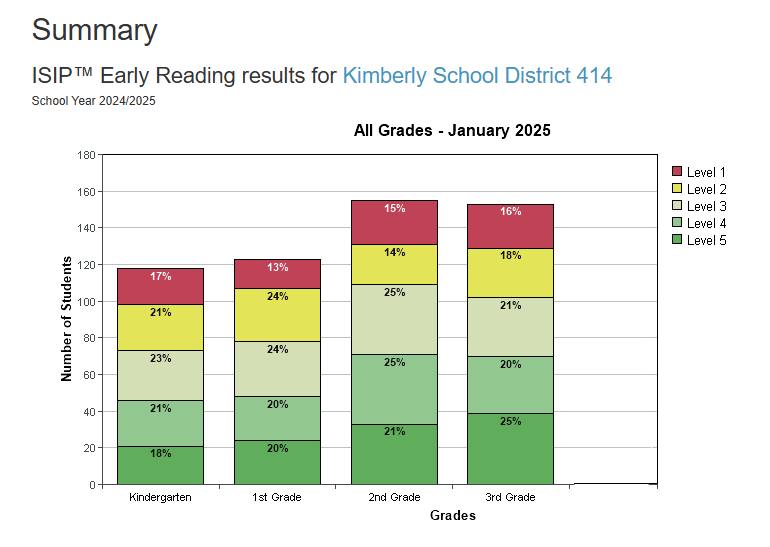 Summary
ISIP™ Early Reading results for Kimberly School District 414
School Year 2024/2025
All Grades - January 2025
180
160
140
120
100
80
60
40
20
0
Number of Students
17%
21%
23%
21%
18%
13%
24%
24%
20%
20%
15%
14%
25%
25%
21%
16%
18%
21%
20%
25%
Kindergarten 1st Grade 2nd Grade 3rd Grade
Grades
Level 1
Level 2
Level 3
Level 4
Level 5